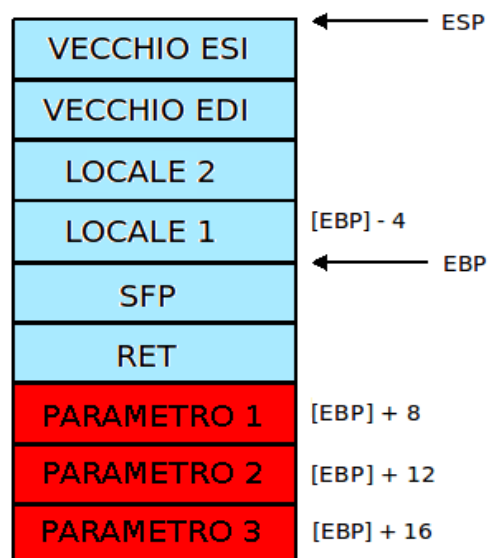 ESP
VECCHIO ESI
VECCHIO EDI
LOCALE 2
LOCALE 1
[EBP] - 4
EBP
SFP
RET
PARAMETRO 1
[EBP] + 8
PARAMETRO 2
[EBP] + 12
PARAMETRO 3
[EBP] + 16